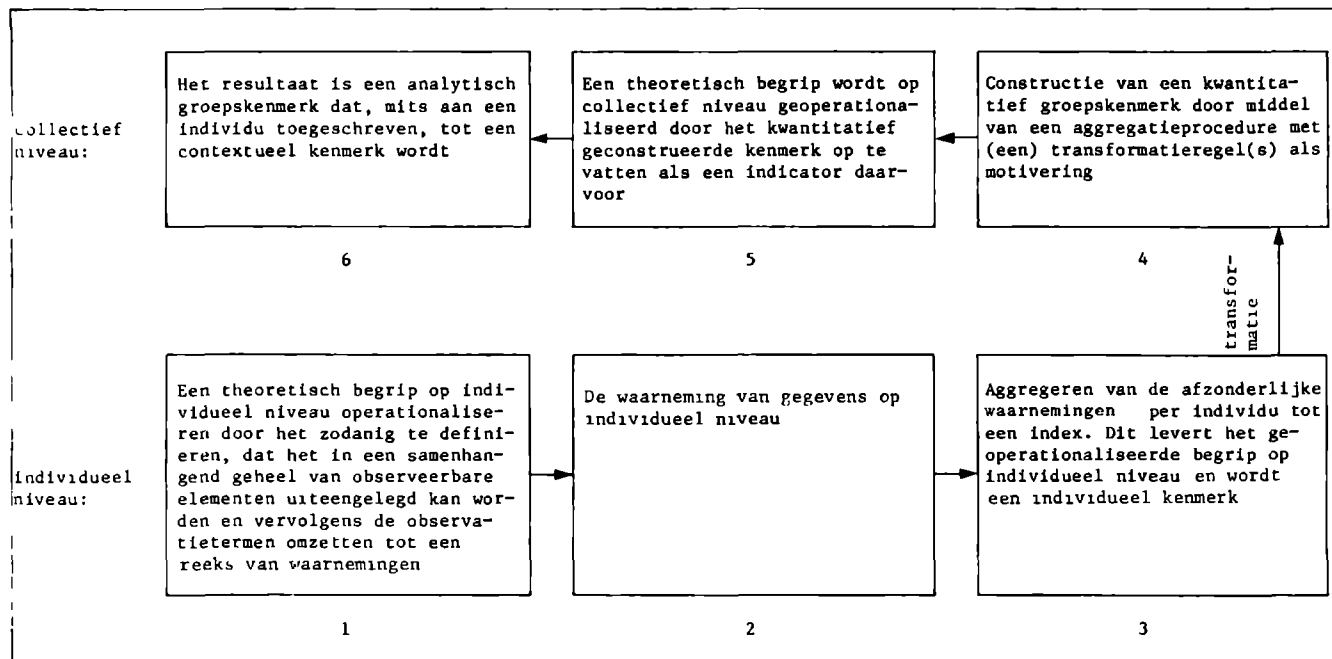 collectief
niveau:
Het resultaat is een analytisch
groepskenmerk dat, mits aan een
individu toegeschreven, tot een
contextueel kenmerk wordt
6
Een theoretisch begrip wordt op
collectief niveau geoperationa-
liseerd door het kwantitatief
geconstrueerde kenmerk op te
vatten als een indicator daar-
voor
5
Constructie van een kwantita-
tief groepskenmerk door middel
van een aggregatieprocedure met
(een) transformatieregel(s) als
motivering
4
transfor-
matie
individueel
niveau:
Een theoretisch begrip op indi-
vidueel niveau operationalise-
ren door het zodanig te defini-
eren, dat het in een samenhan-
gend geheel van observeerbare
elementen uiteengelegd kan wor-
den en vervolgens de observa-
tietermen omzetten tot een
reeks van waarnemingen
1
De waarneming van gegevens op
individueel niveau
2
Aggregeren van de afzonderlijke
waarnemingen per individu tot
een index. Dit levert het ge-
operationaliseerde begrip op
individueel niveau en wordt
een individueel kenmerk
3